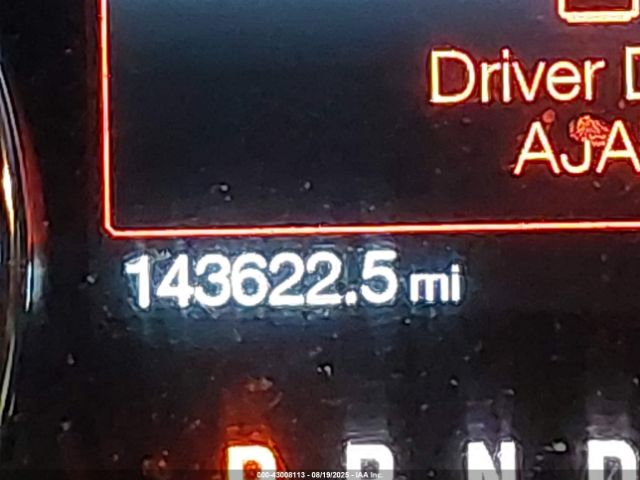 Driver D
AJA
143622.5 mi
P R N D
000-43008113 - 08/19/2025 - IAA Inc.